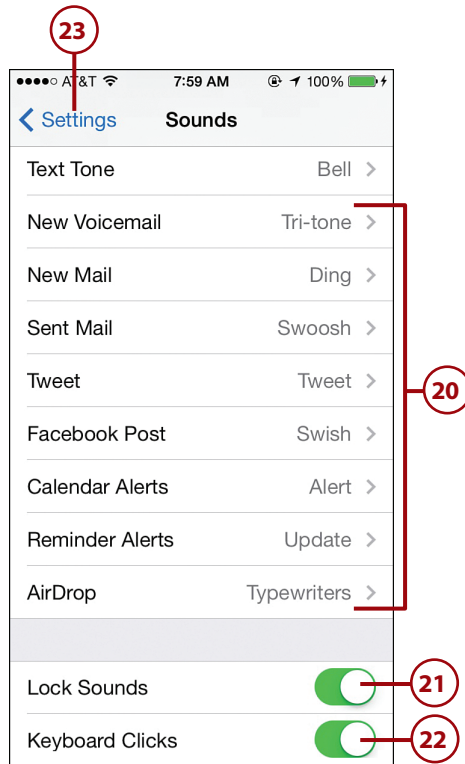 23
AT&T 7:59 AM 100%
Settings Sounds
Text Tone Bell
New Voicemail Tri-tone
New Mail Ding
Sent Mail Swoosh
Tweet Tweet
20
Facebook Post Swish
Calendar Alerts Alert
Reminder Alerts Update
AirDrop Typewriters
Lock Sounds
21
Keyboard Clicks
22